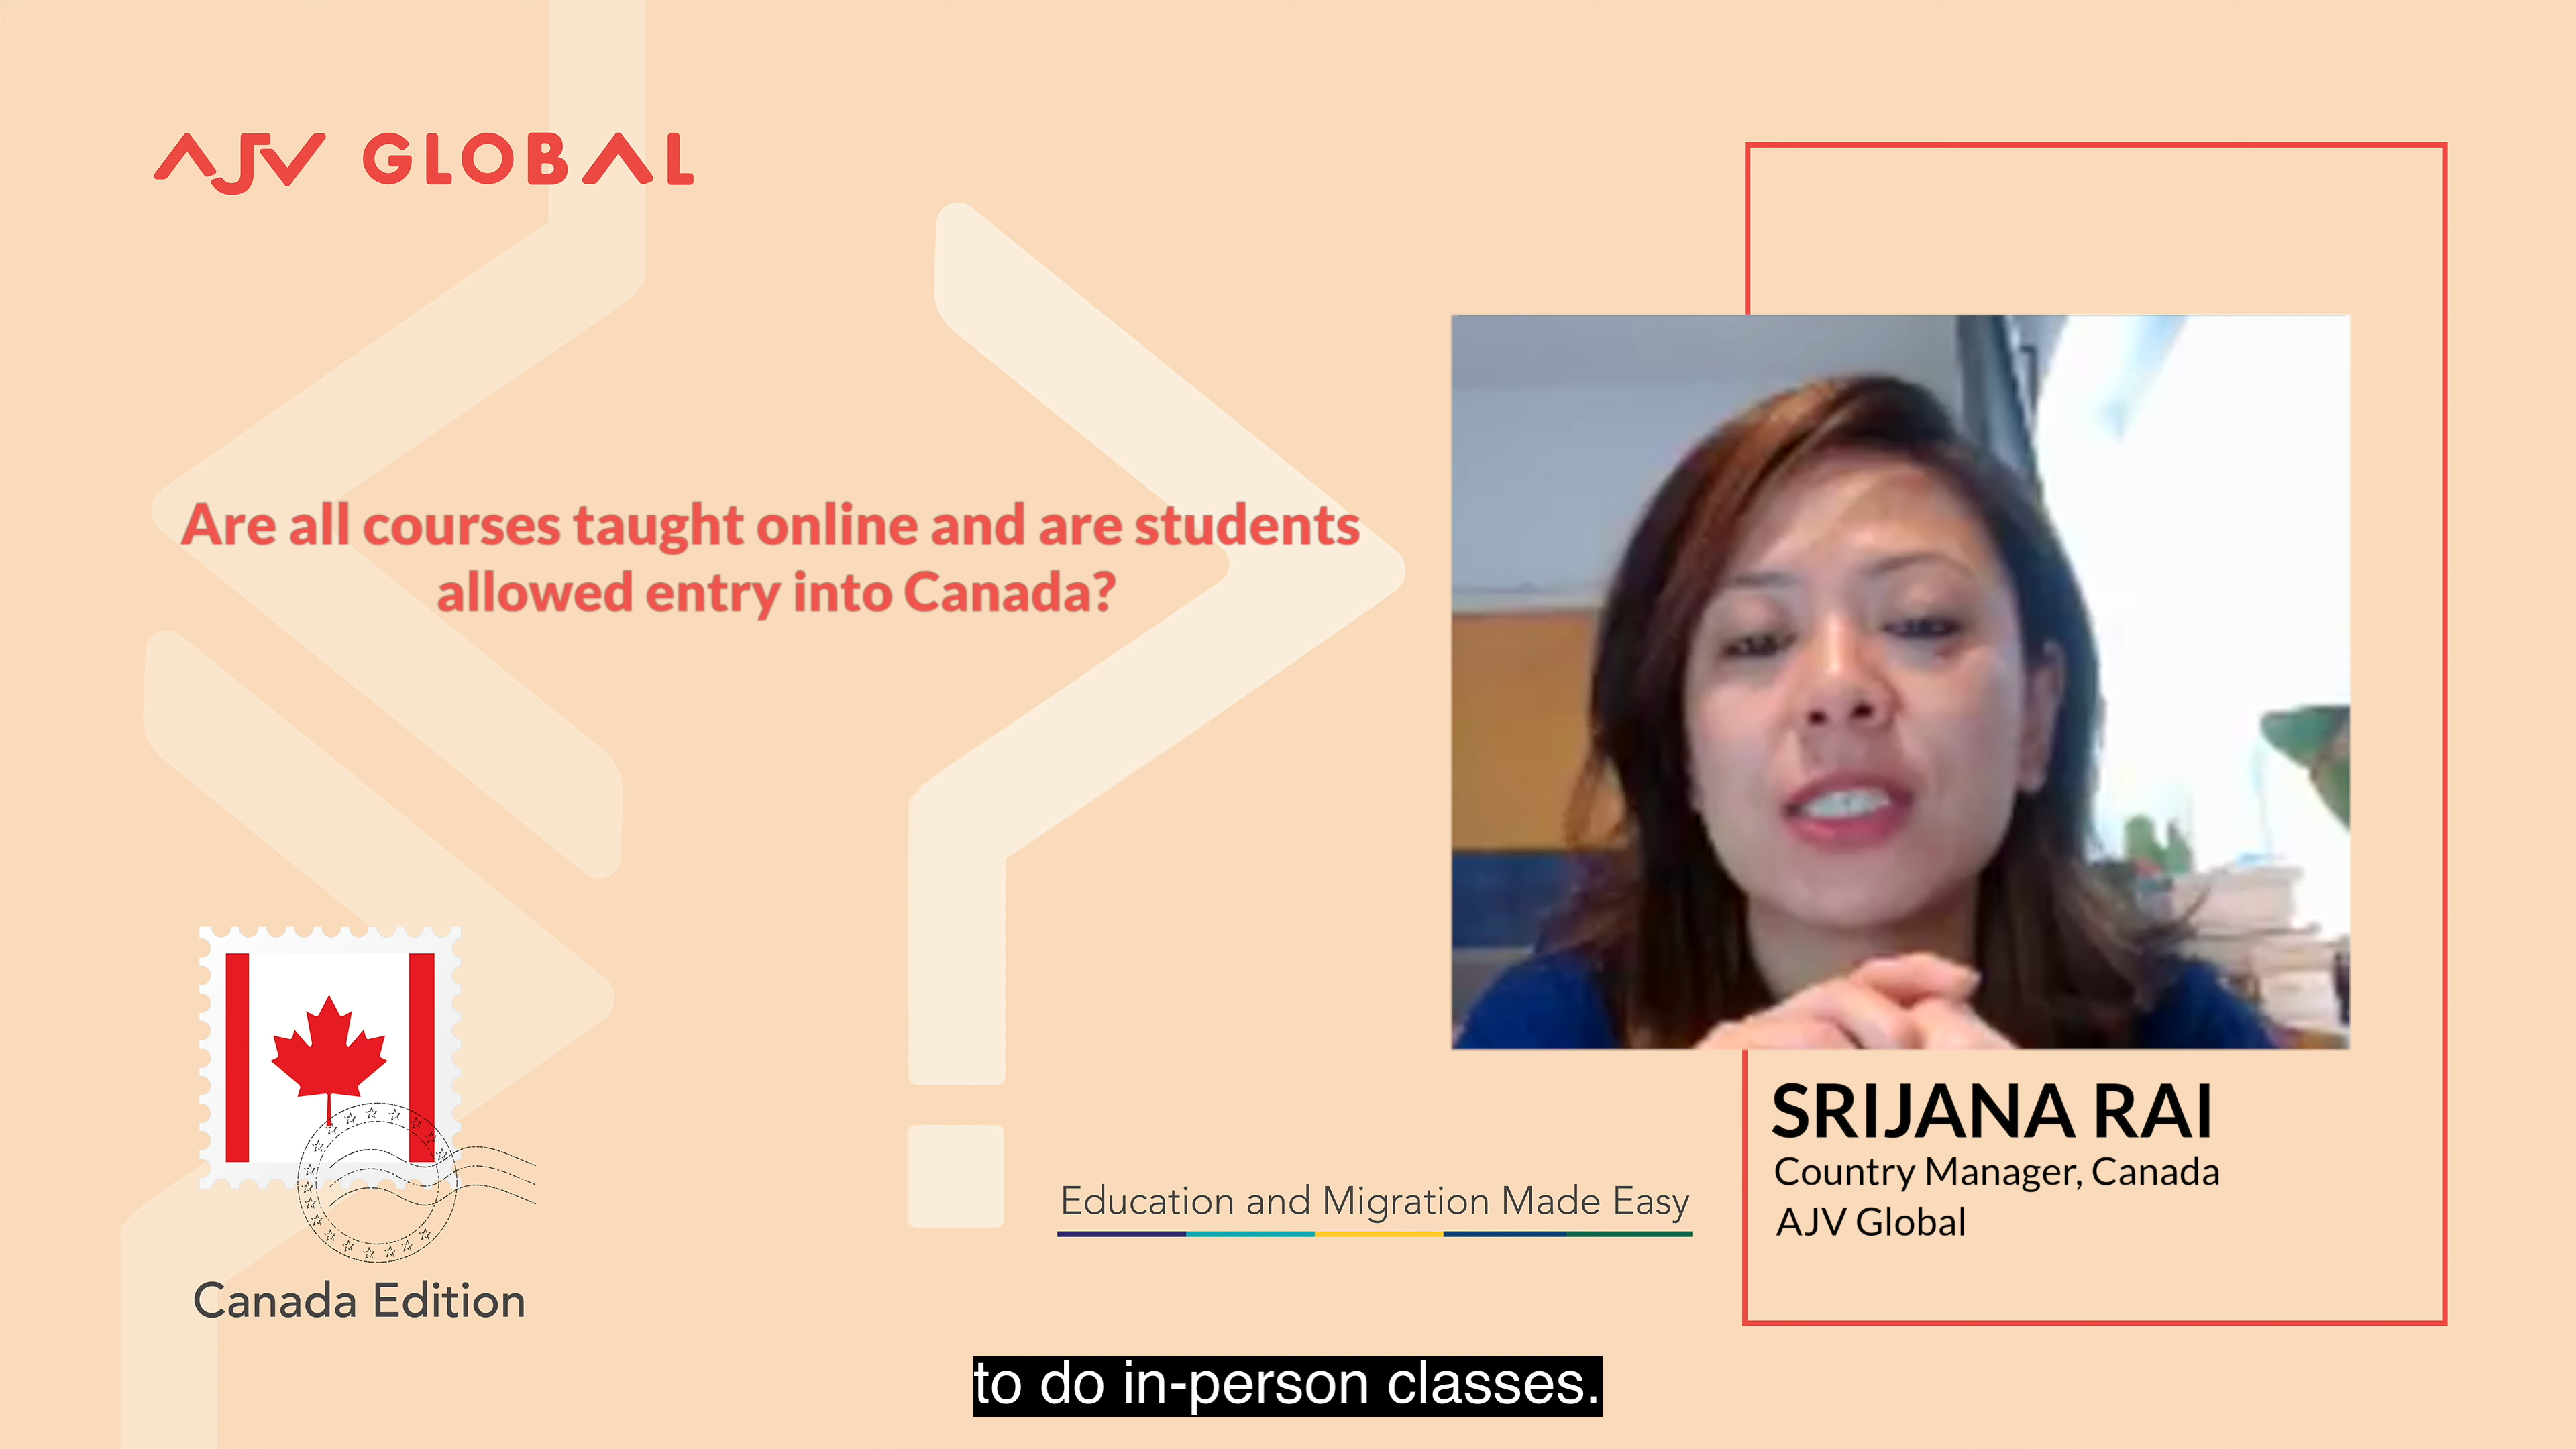 AJV GLOBAL
Are all courses taught online and are students
allowed entry into Canada?
SRIJANA RAI
Country Manager, Canada
AJV Global
Education and Migration Made Easy
Canada Edition
to do in-person classes.